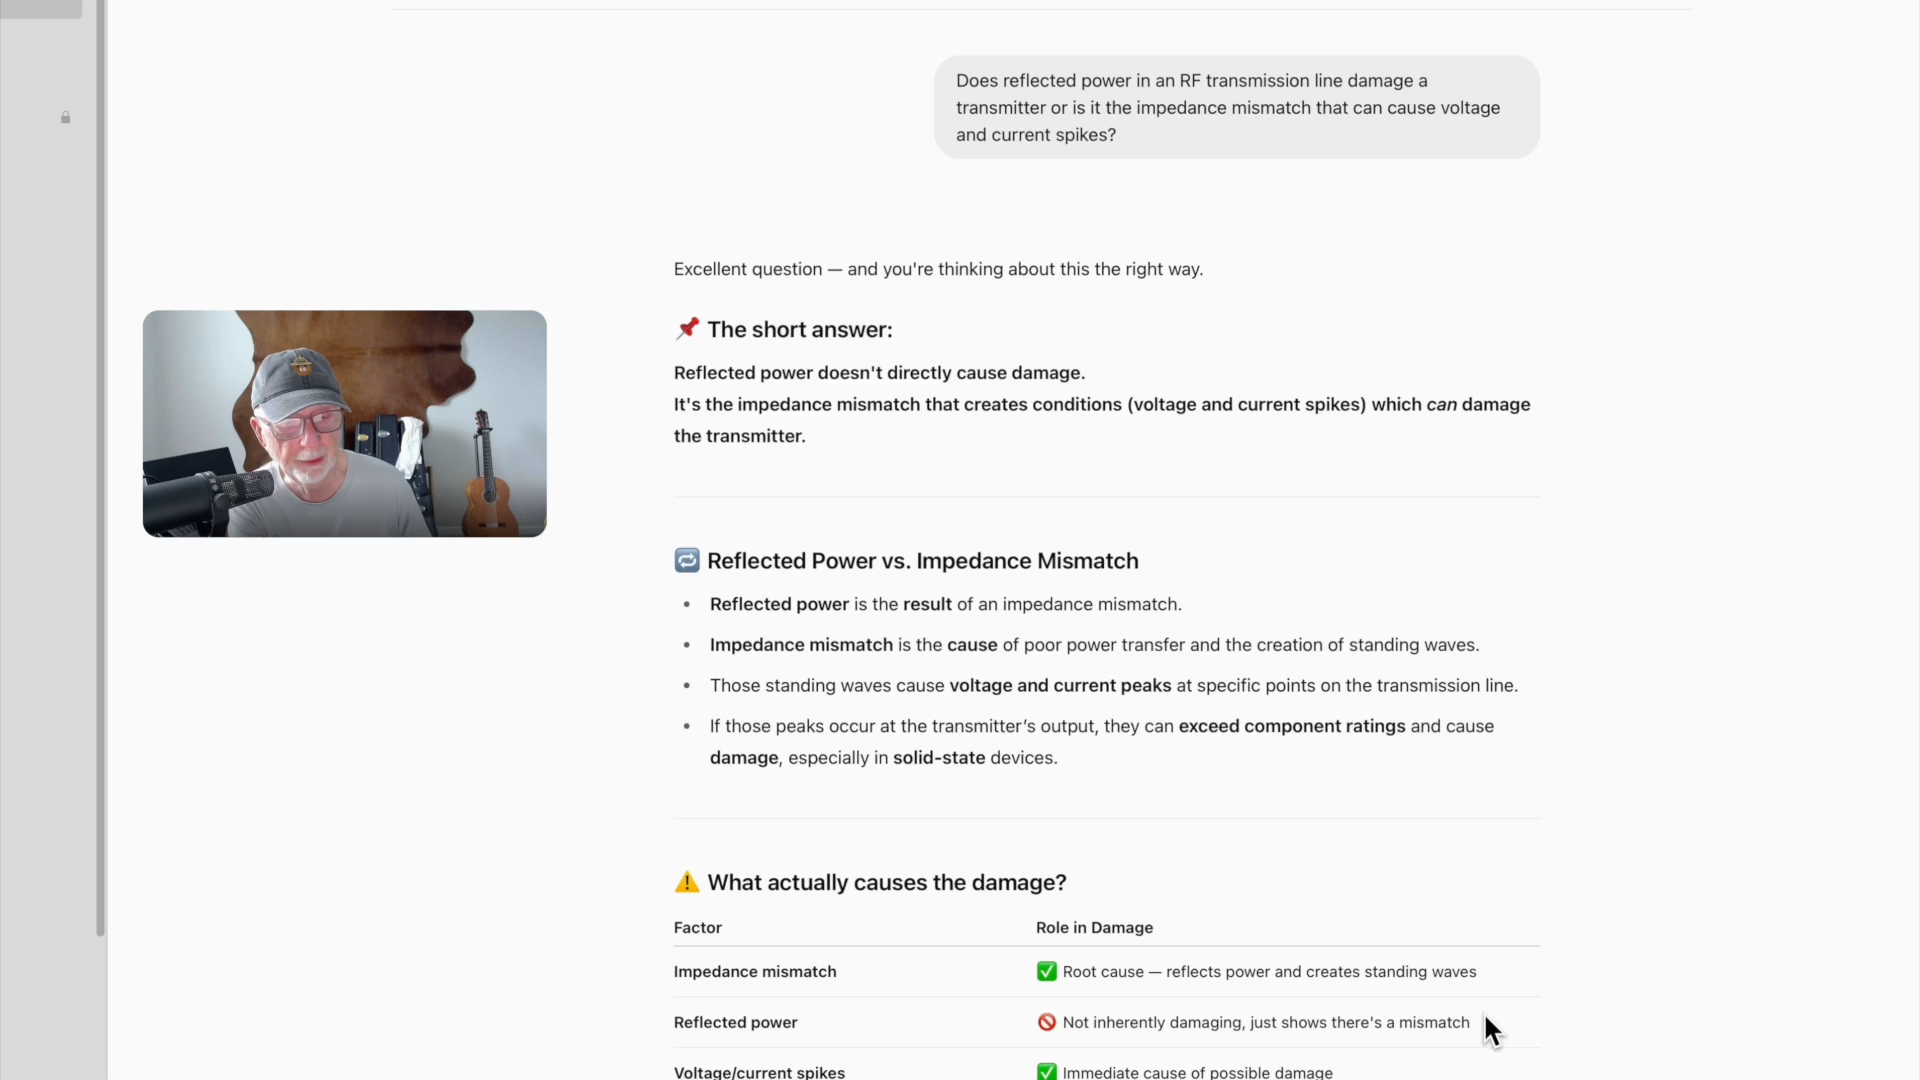 Does reflected power in an RF transmission line damage a
transmitter or is it the impedance mismatch that can cause voltage
and current spikes?
Excellent question — and you're thinking about this the right way.
📌 The short answer:
Reflected power doesn't directly cause damage.
It's the impedance mismatch that creates conditions (voltage and current spikes) which can damage
the transmitter.
🔁 Reflected Power vs. Impedance Mismatch
• Reflected power is the result of an impedance mismatch.
• Impedance mismatch is the cause of poor power transfer and the creation of standing waves.
• Those standing waves cause voltage and current peaks at specific points on the transmission line.
• If those peaks occur at the transmitter’s output, they can exceed component ratings and cause
damage, especially in solid-state devices.
⚠️ What actually causes the damage?
Factor Role in Damage
Impedance mismatch ✅ Root cause — reflects power and creates standing waves
Reflected power 🚫 Not inherently damaging, just shows there's a mismatch
Voltage/current spikes ✅ Immediate cause of possible damage